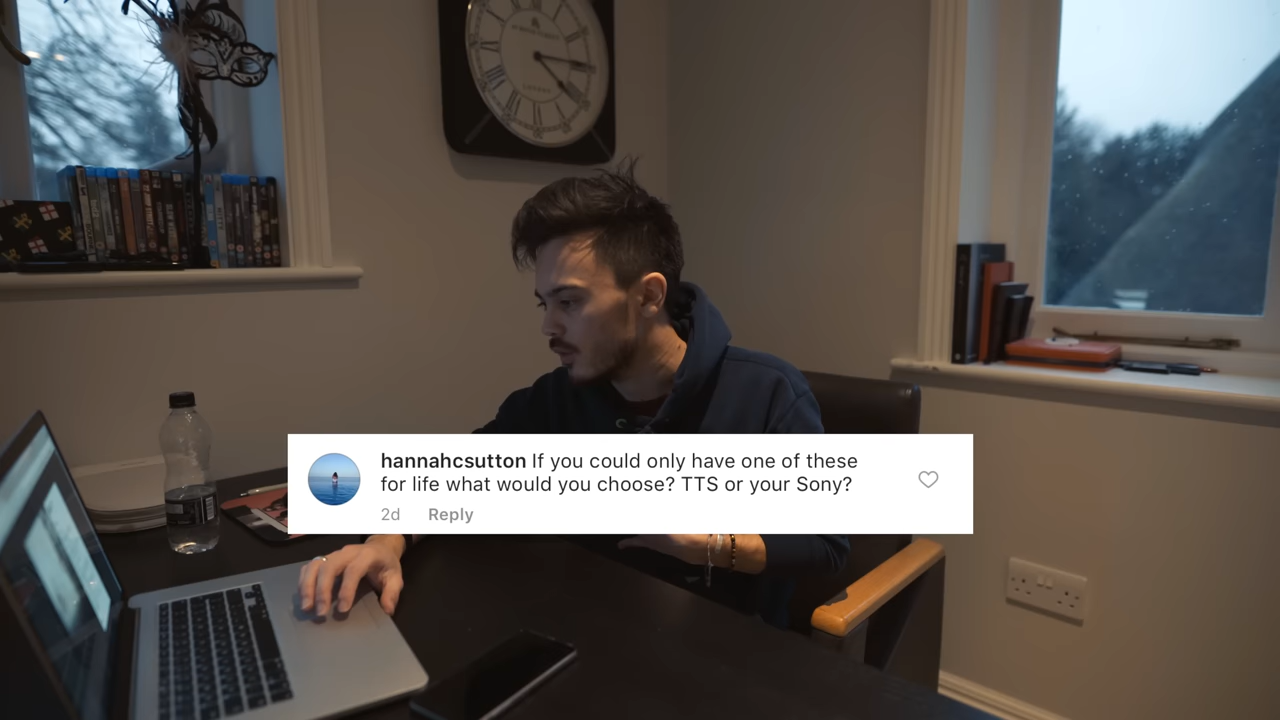 LONDON
hannahcsutton If you could only have one of these
for life what would you choose? TTS or your Sony?
2d Reply